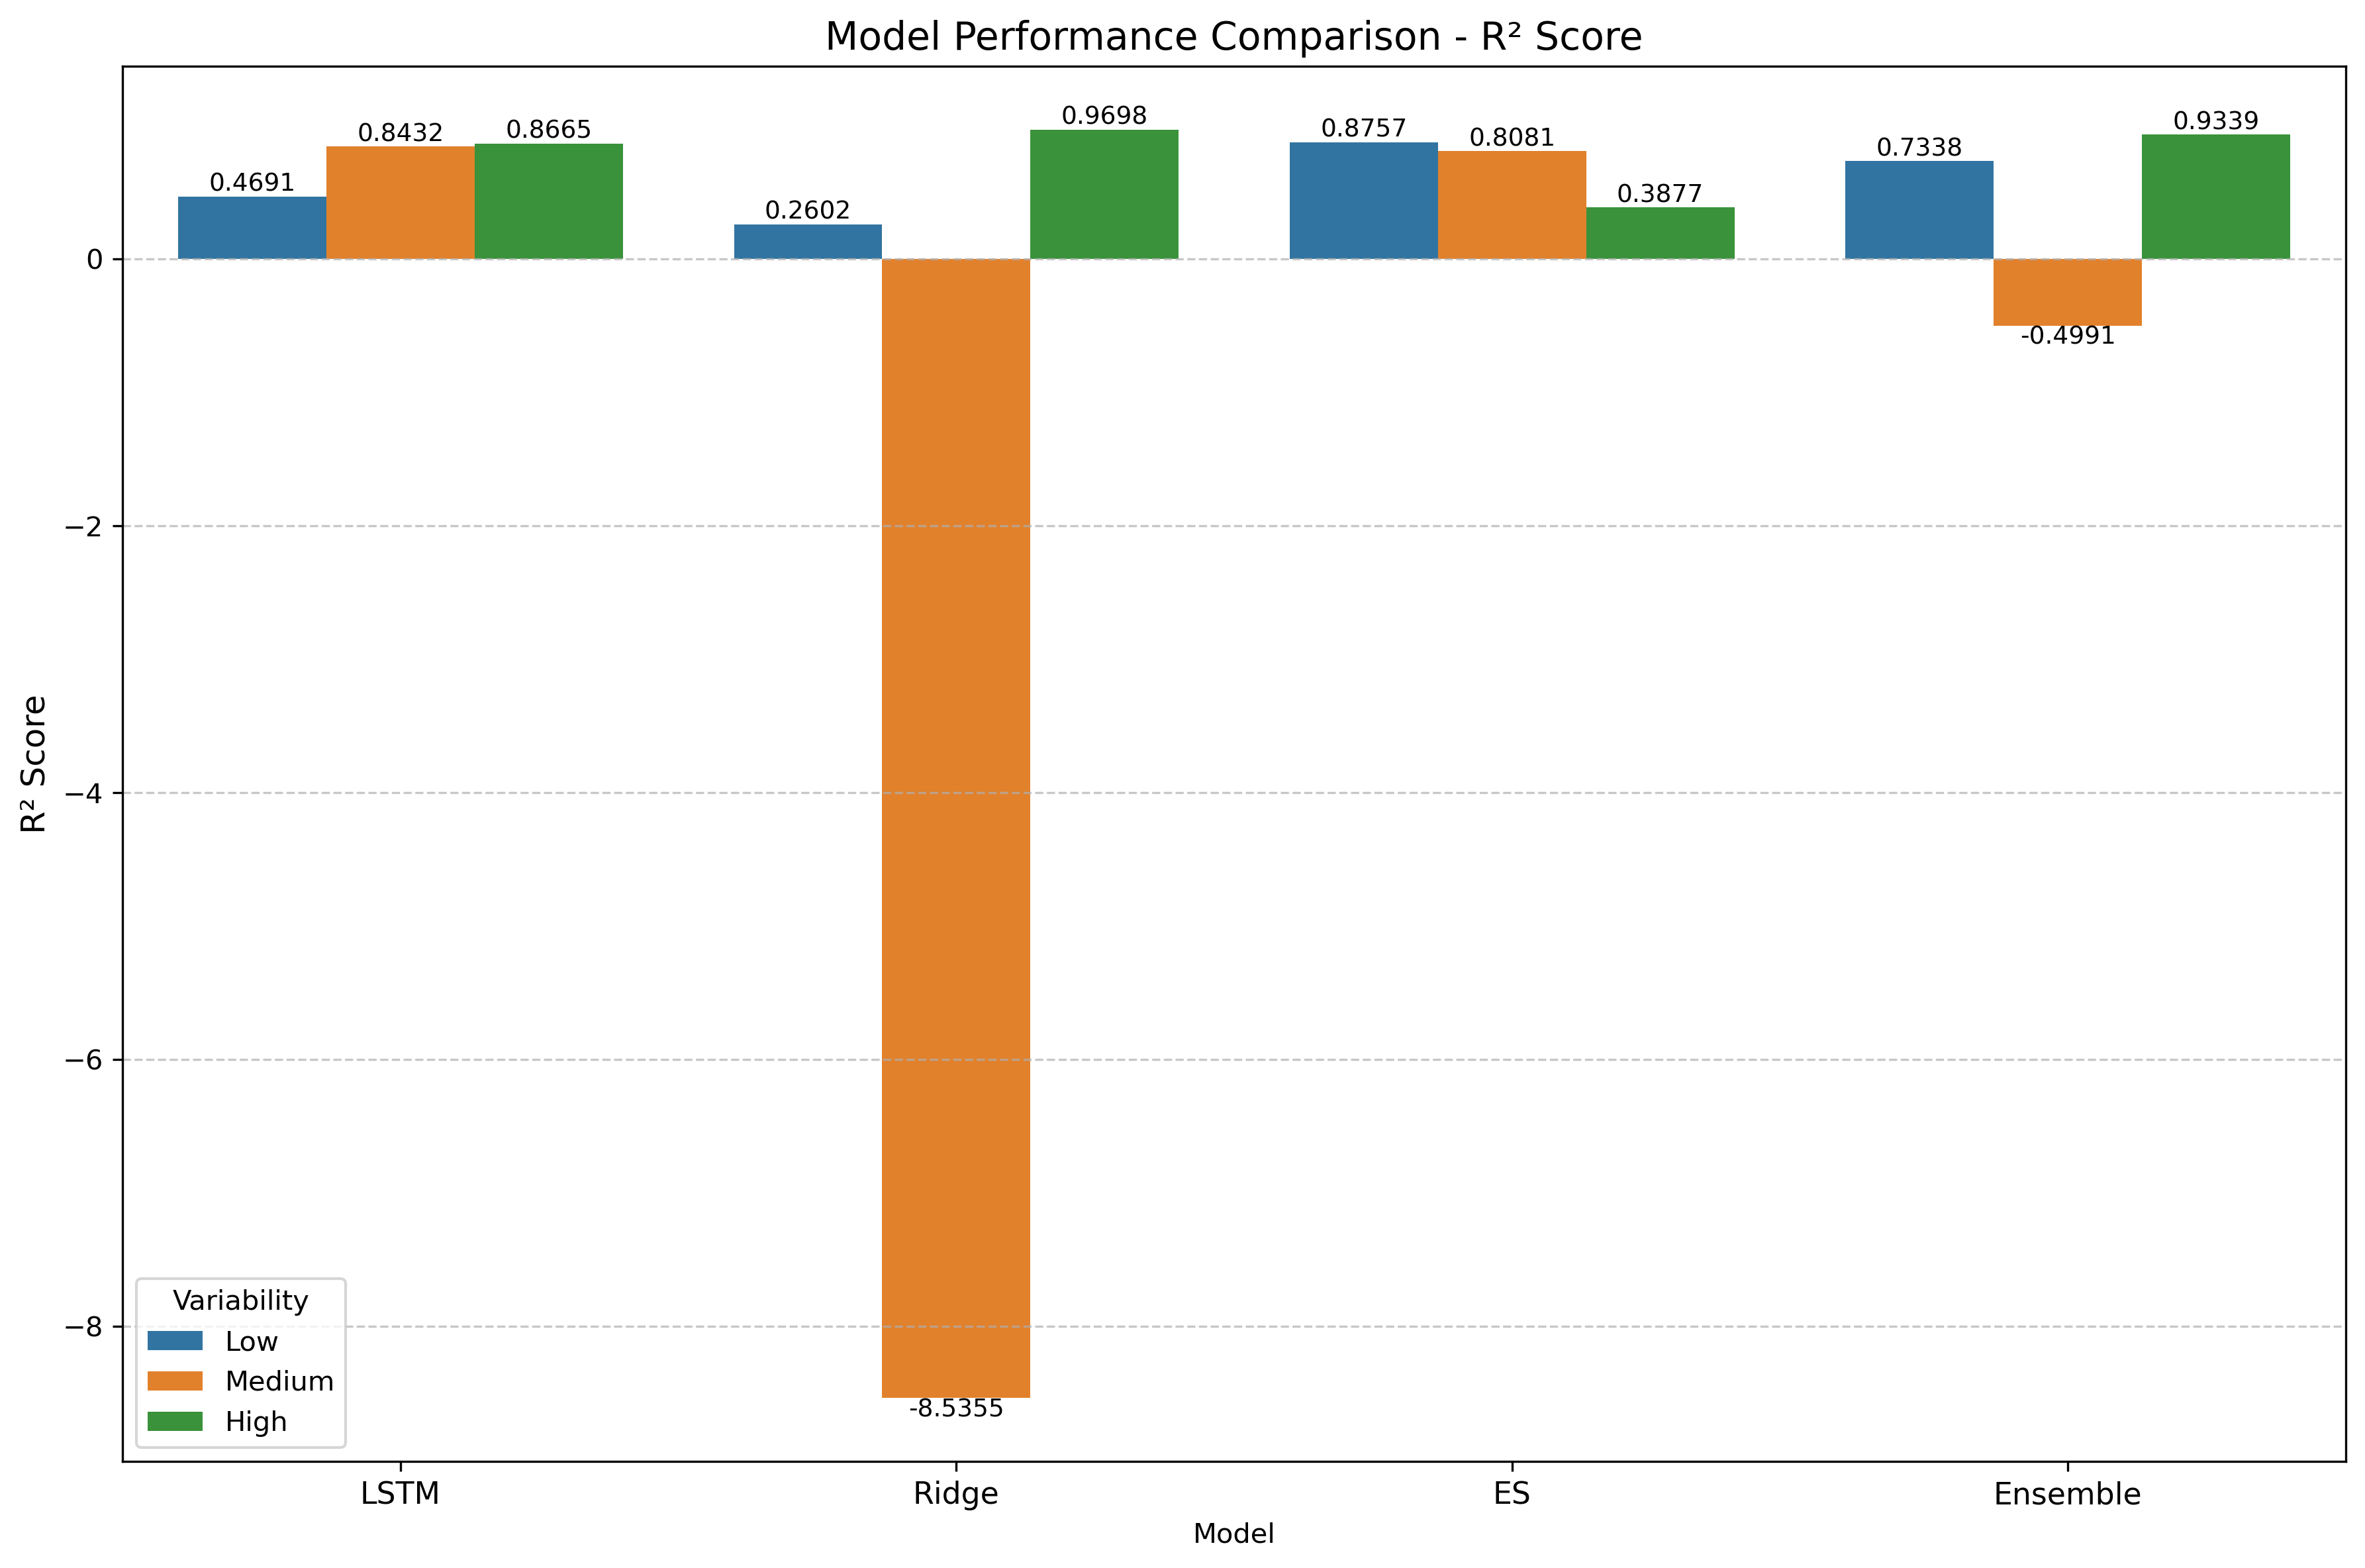 Model Performance Comparison - R² Score
0.4691
0.8432
0.8665
0.2602
-8.5355
0.9698
0.8757
0.8081
0.3877
0.7338
-0.4991
0.9339
0
−2
−4
−6
−8
R² Score
Variability
Low
Medium
High
LSTM
Ridge
ES
Ensemble
Model